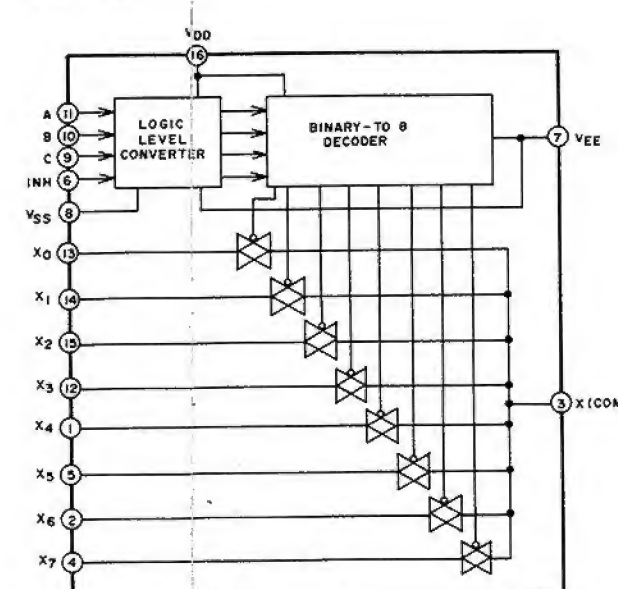 VDD
16
A 11
B 10
C 9
INH 6
VSS 8
LOGIC
LEVEL
CONVERTER
BINARY-TO 8
DECODER
7 VEE
X0 13
X1 14
X2 15
X3 12
3 X (COM
X4 1
X5 5
X6 2
X7 4